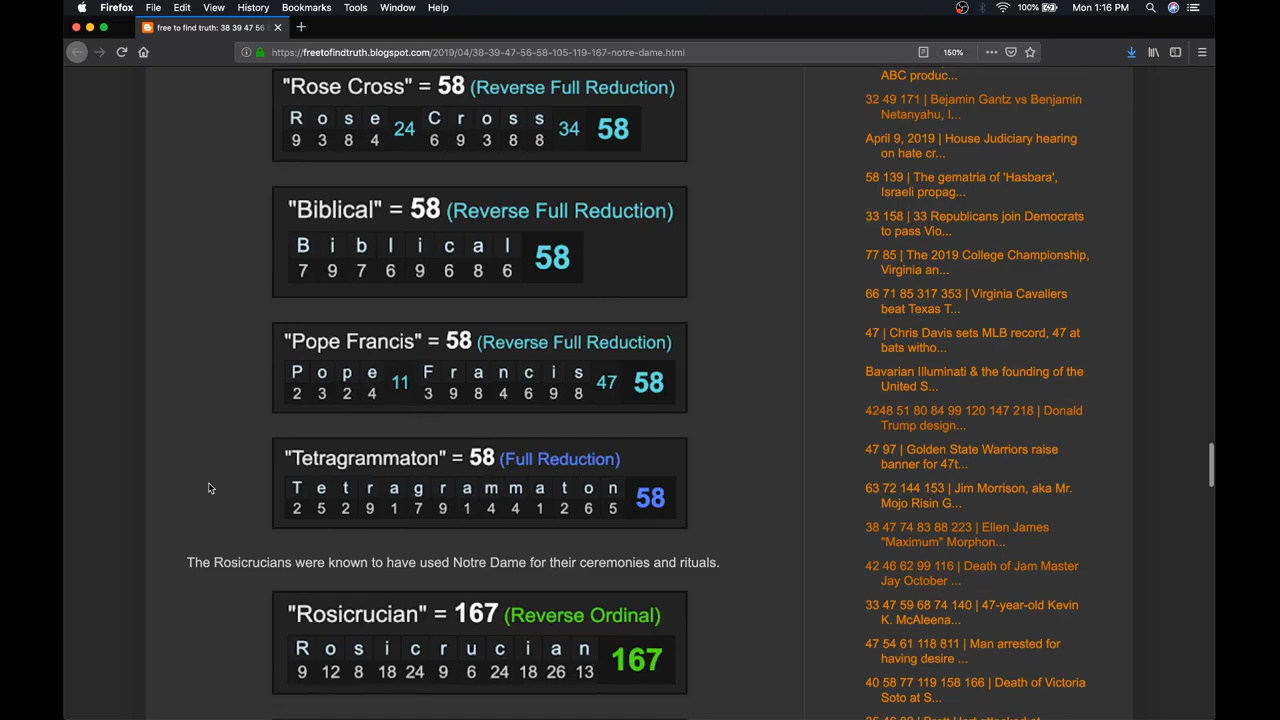 Firefox File Edit View History Bookmarks Tools Window Help 100% Mon 1:16 PM
free to find truth: 38 39 47 56
https://freetofindtruth.blogspot.com/2019/04/38-39-47-56-58-105-119-167-notre-dame.html 150%
"Rose Cross" = 58 (Reverse Full Reduction)
R o s e 24 C r o s s 34 58
9 3 8 4 6 9 3 8 8
"Biblical" = 58 (Reverse Full Reduction)
B i b l i c a l 58
7 9 7 6 9 6 8 6
"Pope Francis" = 58 (Reverse Full Reduction)
P o p e 11 F r a n c i s 47 58
2 3 2 4 3 9 8 4 6 9 8
"Tetragrammaton" = 58 (Full Reduction)
T e t r a g r a m m a t o n 58
2 5 2 9 1 7 9 1 4 4 1 2 6 5
The Rosicrucians were known to have used Notre Dame for their ceremonies and rituals.
"Rosicrucian" = 167 (Reverse Ordinal)
R o s i c r u c i a n 167
9 12 8 18 24 9 6 24 18 26 13
ABC produc...
32 49 171 | Bejamin Gantz vs Benjamin
Netanyahu, I...
April 9, 2019 | House Judiciary hearing
on hate cr...
58 139 | The gematria of 'Hasbara',
Israeli propag...
33 158 | 33 Republicans join Democrats
to pass Vio...
77 85 | The 2019 College Championship,
Virginia an...
66 71 85 317 353 | Virginia Cavaliers
beat Texas T...
47 | Chris Davis sets MLB record, 47 at
bats witho...
Bavarian Illuminati & the founding of the
United S...
4248 51 80 84 99 120 147 218 | Donald
Trump design...
47 97 | Golden State Warriors raise
banner for 47t...
63 72 144 153 | Jim Morrison, aka Mr.
Mojo Risin G...
38 47 74 83 88 223 | Ellen James
"Maximum" Morphon...
42 46 62 99 116 | Death of Jam Master
Jay October ...
33 47 59 68 74 140 | 47-year-old Kevin
K. McAleena...
47 54 61 118 811 | Man arrested for
having desire ...
40 58 77 119 158 166 | Death of Victoria
Soto at S...